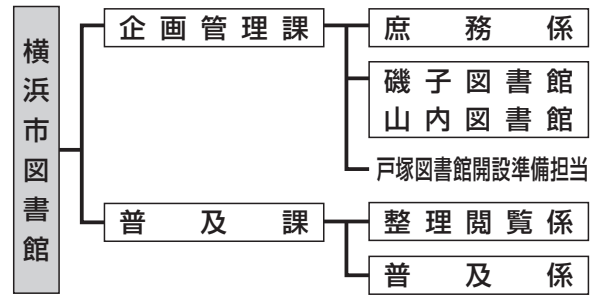 横浜市図書館
企画管理課
庶務係
磯子図書館
山内図書館
戸塚図書館開設準備担当
普及課
整理閲覧係
普及係